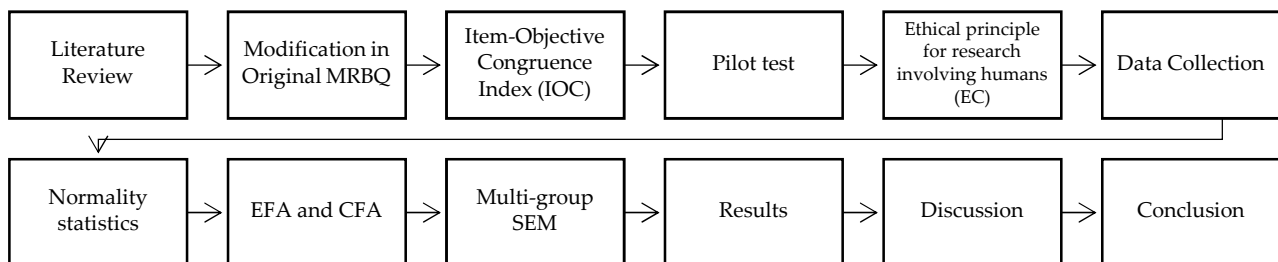 Literature
Review
Modification in
Original MRBQ
Item-Objective
Congruence
Index (IOC)
Pilot test
Ethical principle
for research
involving humans
(EC)
Data Collection
Normality
statistics
EFA and CFA
Multi-group
SEM
Results
Discussion
Conclusion